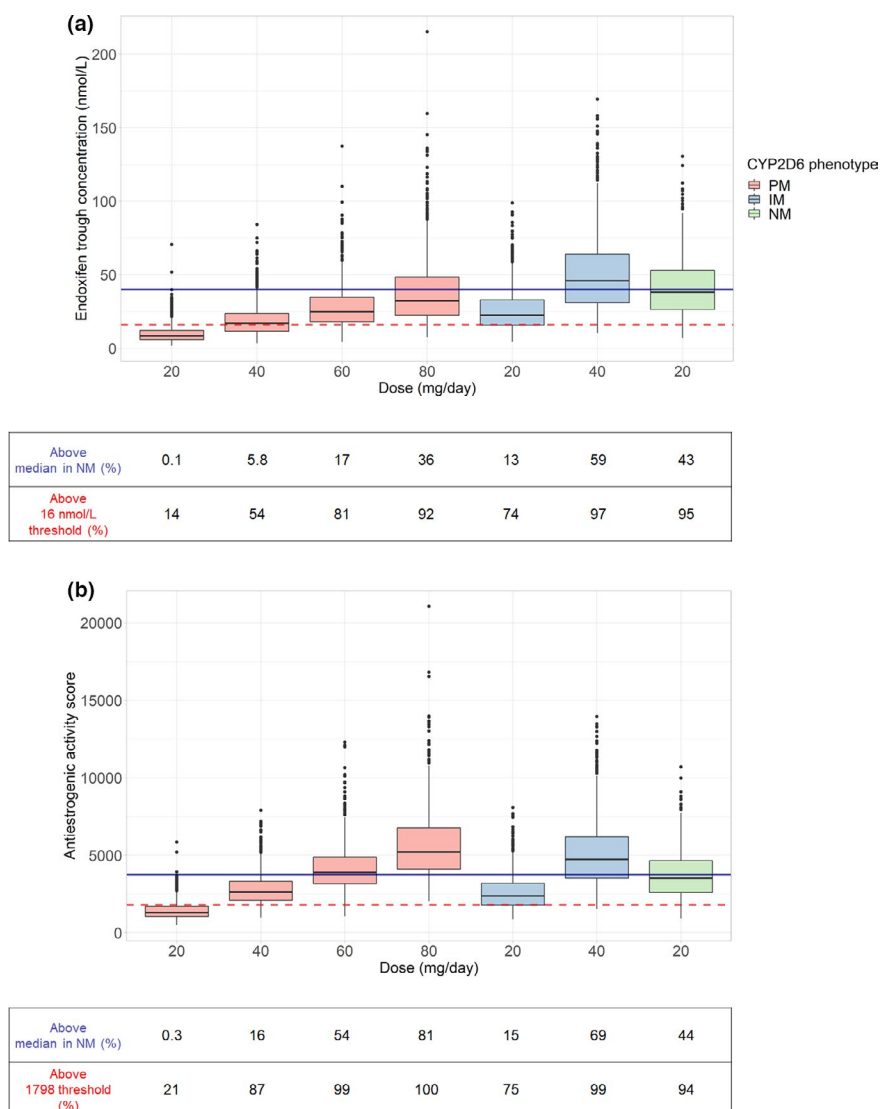 (a)
200
150
100
50
0
Endoxifen trough concentration (nmol/L)
20 40 60 80 20 40 20
Dose (mg/day)
CYP2D6 phenotype
PM
IM
NM
Above
median in NM (%)
0.1 5.8 17 36 13 59 43
Above
16 nmol/L
threshold (%)
14 54 81 92 74 97 95
(b)
20000
15000
10000
5000
0
Antiestrogenic activity score
20 40 60 80 20 40 20
Dose (mg/day)
Above
median in NM (%)
0.3 16 54 81 15 69 44
Above
1798 threshold
(%)
21 87 99 100 75 99 94